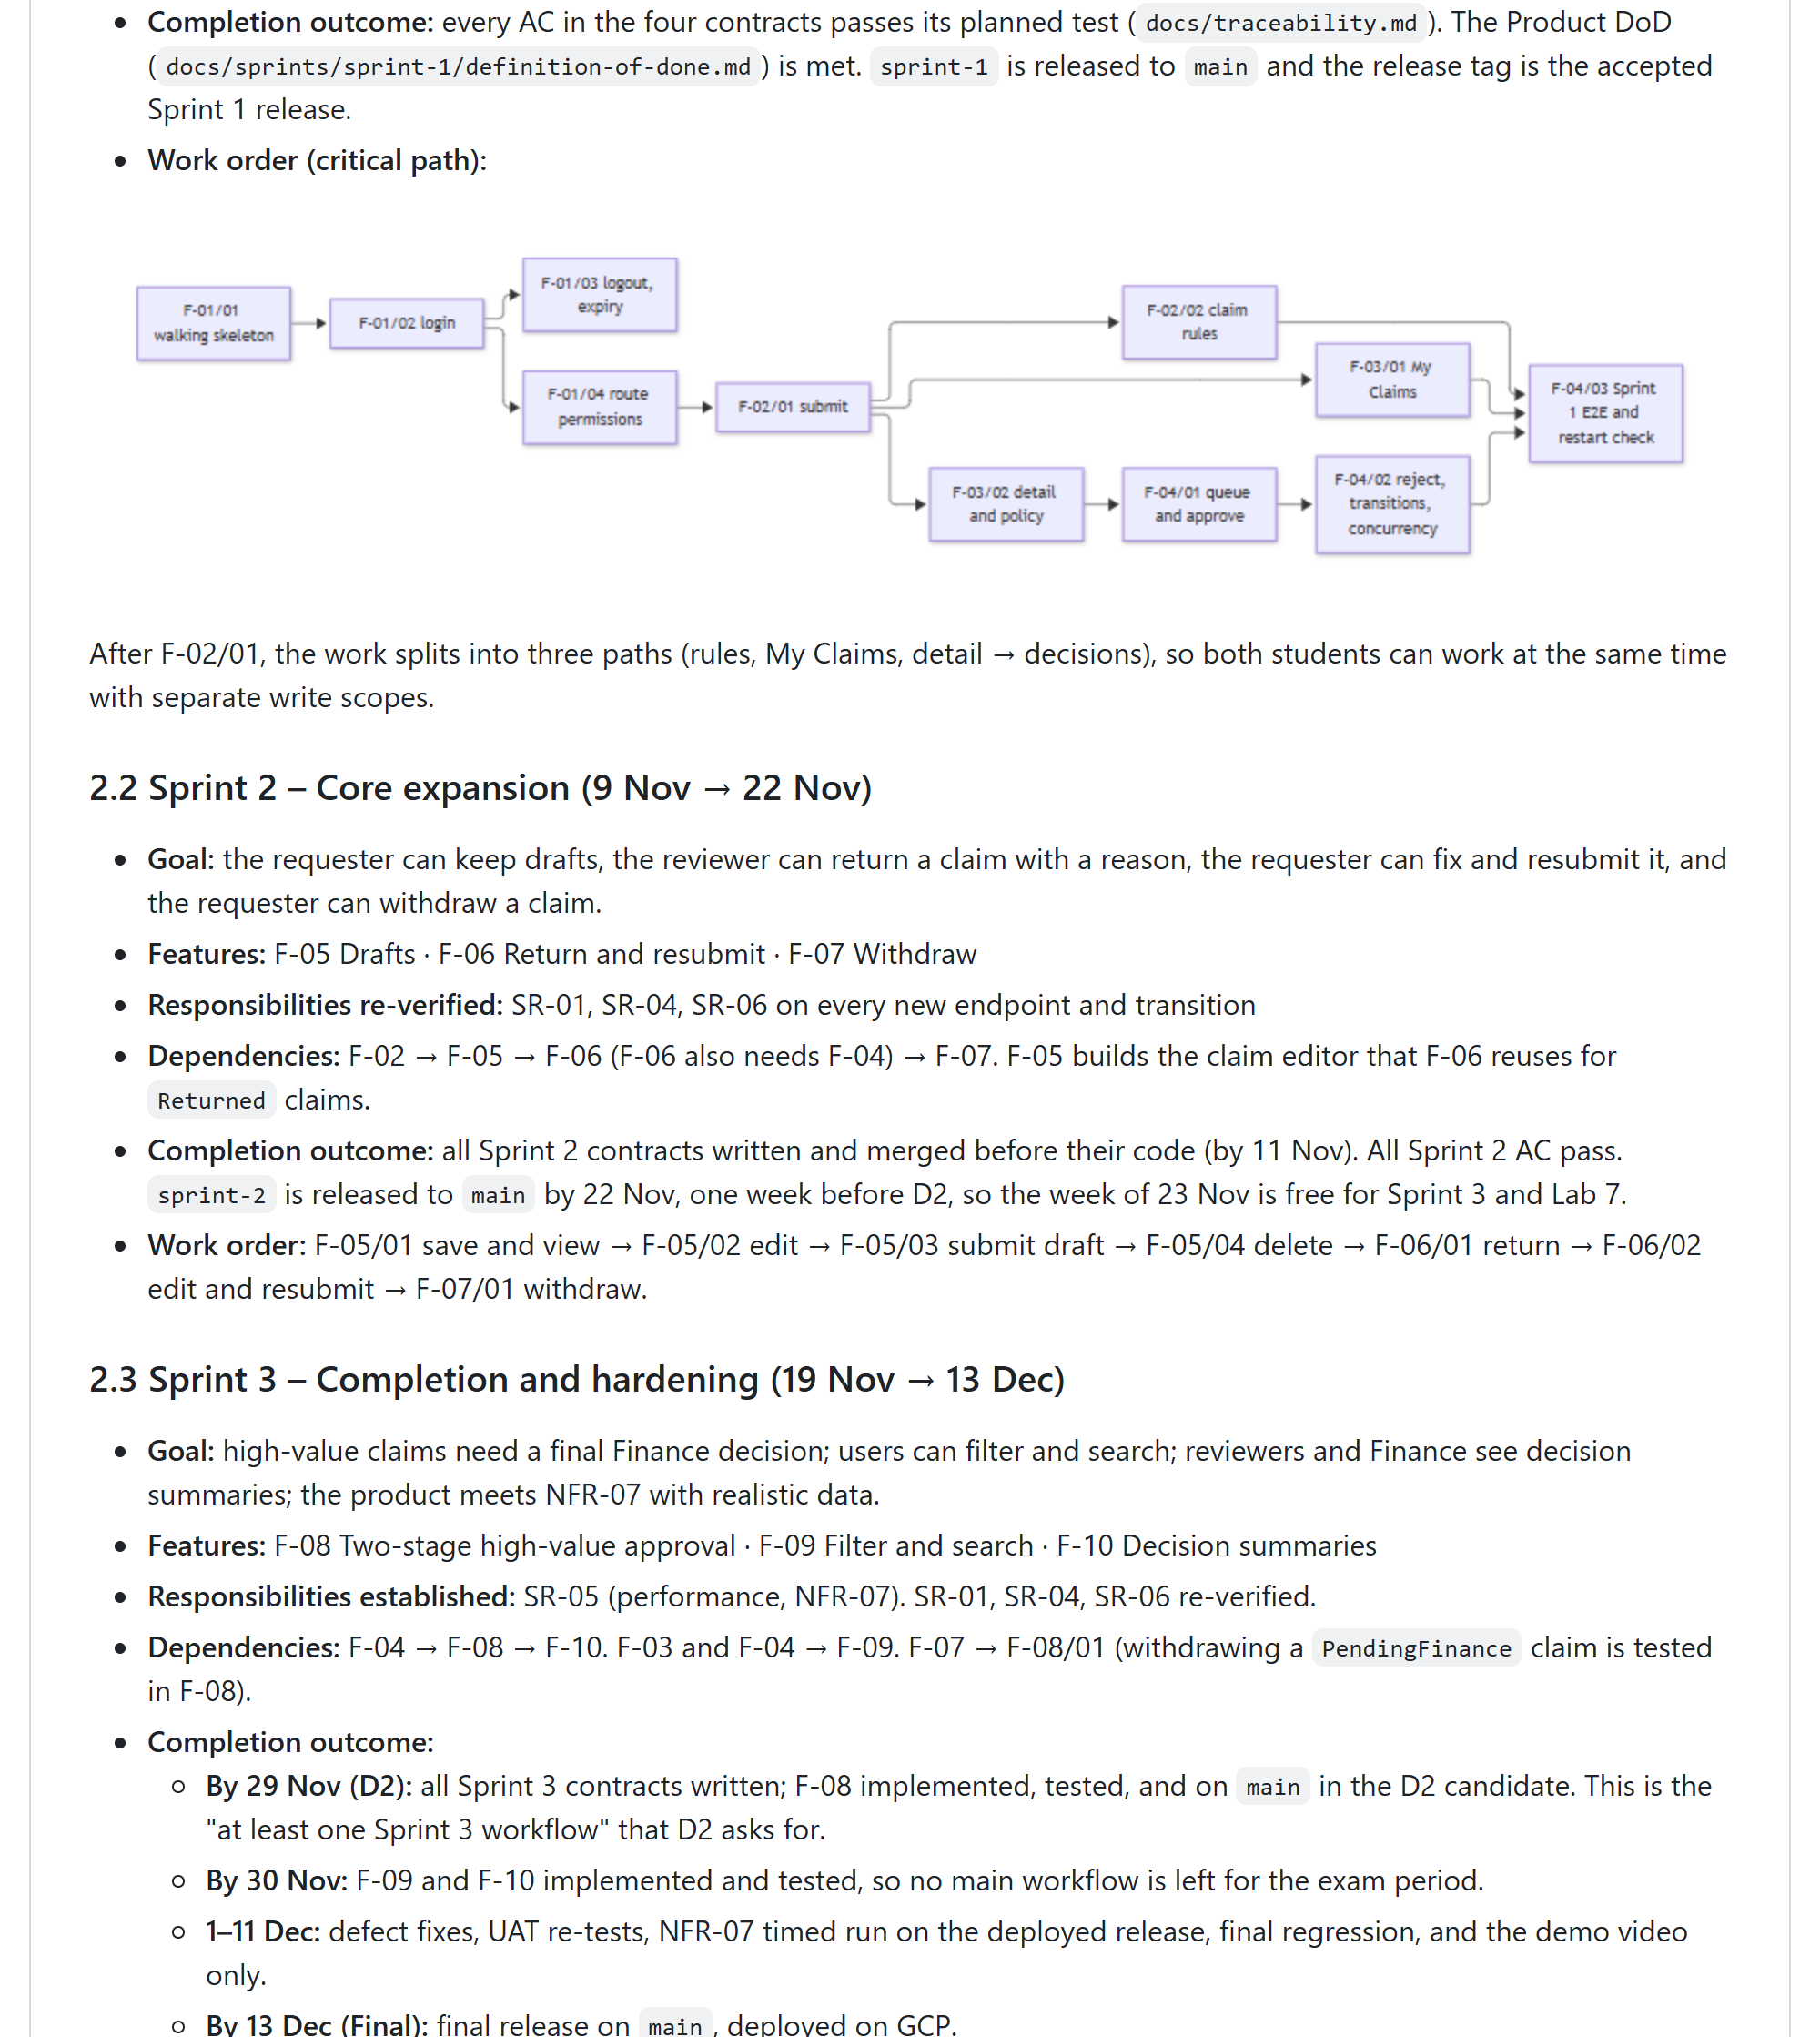 • Completion outcome: every AC in the four contracts passes its planned test (docs/traceability.md). The Product DoD
(docs/sprints/sprint-1/definition-of-done.md) is met. sprint-1 is released to main and the release tag is the accepted
Sprint 1 release.
• Work order (critical path):
F-01/01
walking skeleton
F-01/02 login
F-01/03 logout,
expiry
F-01/04 route
permissions
F-02/01 submit
F-02/02 claim
rules
F-03/01 My
Claims
F-03/02 detail
and policy
F-04/01 queue
and approve
F-04/02 reject,
transitions,
concurrency
F-04/03 Sprint
1 E2E and
restart check
After F-02/01, the work splits into three paths (rules, My Claims, detail → decisions), so both students can work at the same time
with separate write scopes.
2.2 Sprint 2 – Core expansion (9 Nov → 22 Nov)
• Goal: the requester can keep drafts, the reviewer can return a claim with a reason, the requester can fix and resubmit it, and
the requester can withdraw a claim.
• Features: F-05 Drafts · F-06 Return and resubmit · F-07 Withdraw
• Responsibilities re-verified: SR-01, SR-04, SR-06 on every new endpoint and transition
• Dependencies: F-02 → F-05 → F-06 (F-06 also needs F-04) → F-07. F-05 builds the claim editor that F-06 reuses for
Returned claims.
• Completion outcome: all Sprint 2 contracts written and merged before their code (by 11 Nov). All Sprint 2 AC pass.
sprint-2 is released to main by 22 Nov, one week before D2, so the week of 23 Nov is free for Sprint 3 and Lab 7.
• Work order: F-05/01 save and view → F-05/02 edit → F-05/03 submit draft → F-05/04 delete → F-06/01 return → F-06/02
edit and resubmit → F-07/01 withdraw.
2.3 Sprint 3 – Completion and hardening (19 Nov → 13 Dec)
• Goal: high-value claims need a final Finance decision; users can filter and search; reviewers and Finance see decision
summaries; the product meets NFR-07 with realistic data.
• Features: F-08 Two-stage high-value approval · F-09 Filter and search · F-10 Decision summaries
• Responsibilities established: SR-05 (performance, NFR-07). SR-01, SR-04, SR-06 re-verified.
• Dependencies: F-04 → F-08 → F-10. F-03 and F-04 → F-09. F-07 → F-08/01 (withdrawing a PendingFinance claim is tested
in F-08).
• Completion outcome:
○ By 29 Nov (D2): all Sprint 3 contracts written; F-08 implemented, tested, and on main in the D2 candidate. This is the
"at least one Sprint 3 workflow" that D2 asks for.
○ By 30 Nov: F-09 and F-10 implemented and tested, so no main workflow is left for the exam period.
○ 1–11 Dec: defect fixes, UAT re-tests, NFR-07 timed run on the deployed release, final regression, and the demo video
only.
○ By 13 Dec (Final): final release on main, deployed on GCP.